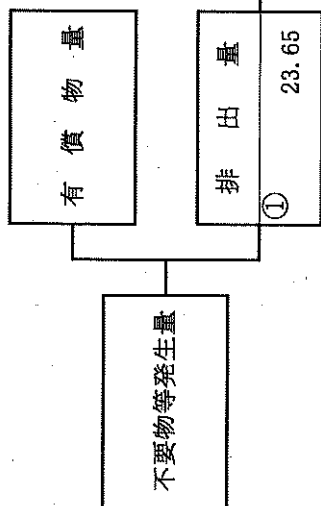 不要物等発生量
有償物量
排出量
①
23.65